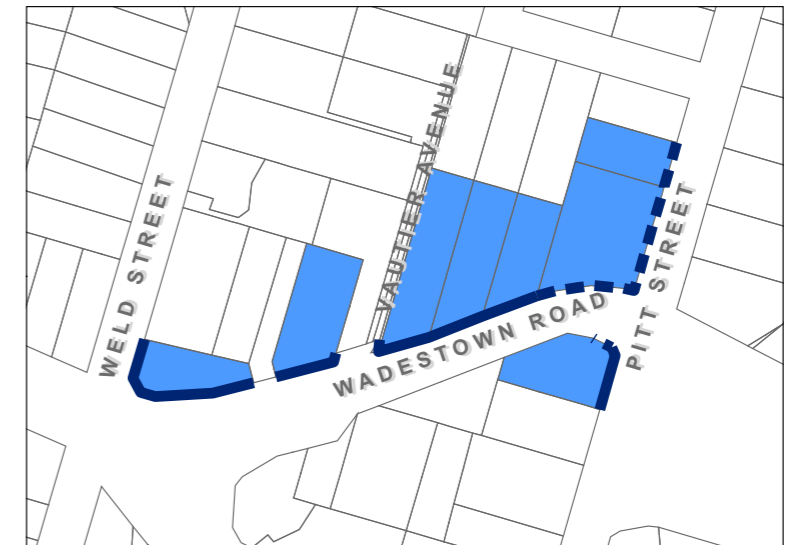 WELD STREET
VAUTIER AVENUE
WADESTOWN ROAD
PITT STREET